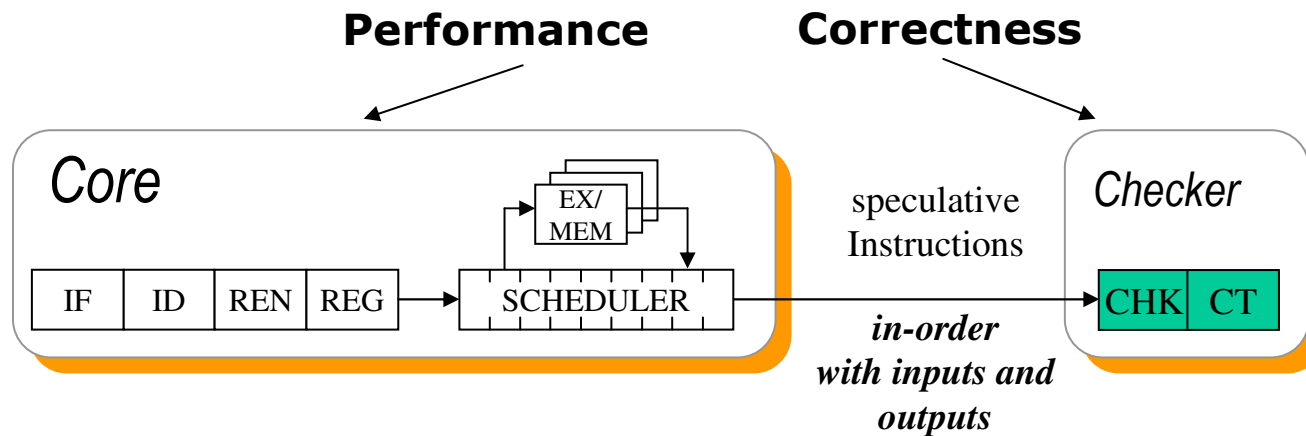 Performance
Correctness
Core
EX/
MEM
IF ID REN REG
SCHEDULER
speculative
Instructions
in-order
with inputs and
outputs
Checker
CHK CT